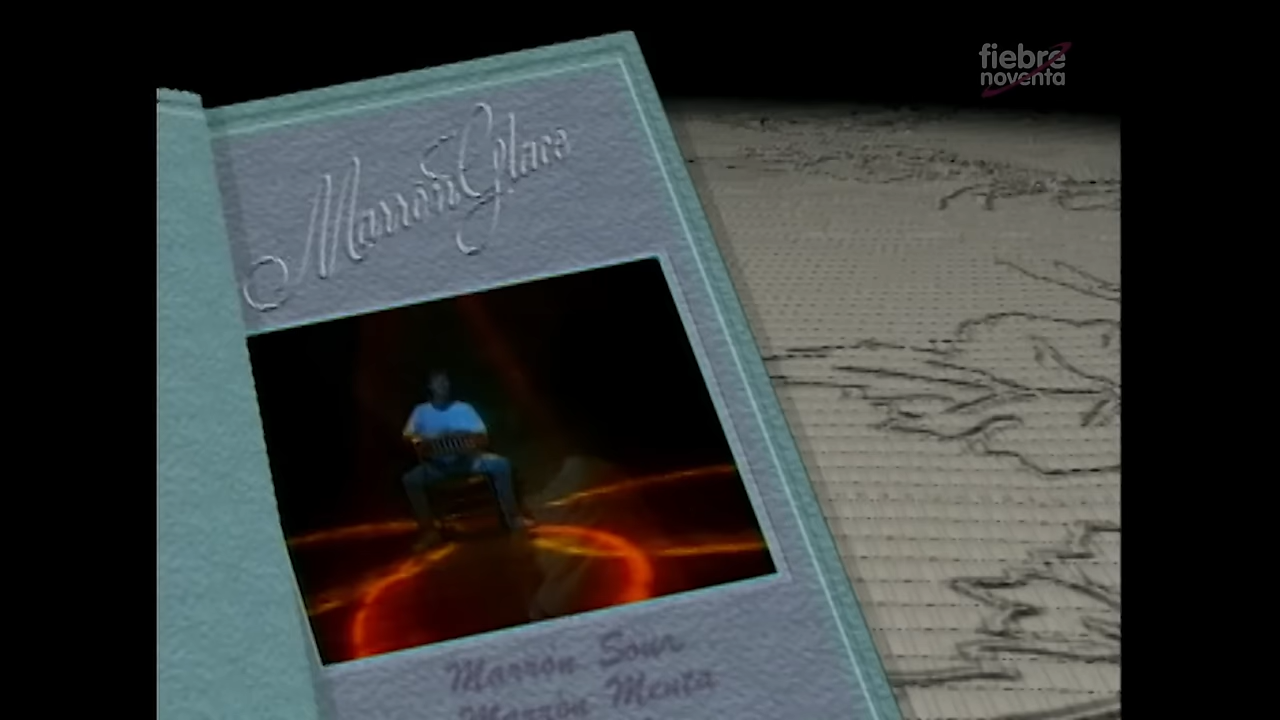 fiebre
noventa
Marrón Glacé
Marrón Sour
Marrón Menta